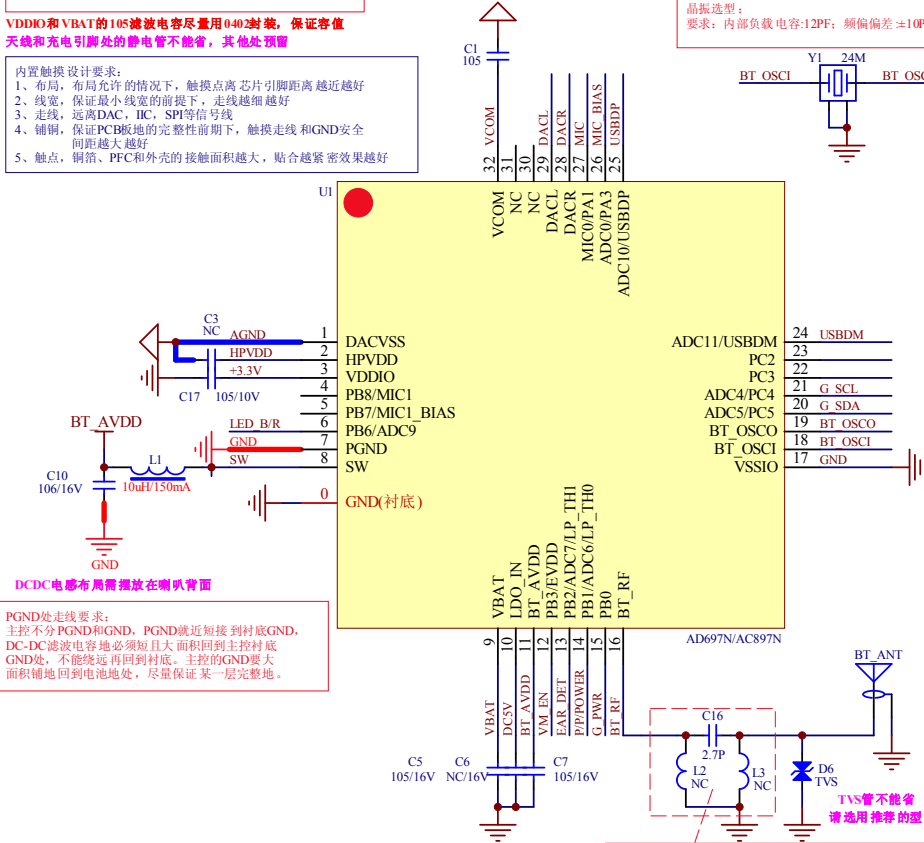 VDDIO和VBAT的105滤波电容尽量用0402封装，保证容值
天线和充电引脚处的静电管不能省，其他处预留
内置触摸设计要求：
1、布局，布局允许的情况下，触摸点离芯片引脚距离越近越好
2、线宽，保证最小线宽的前提下，走线越细越好
3、走线，远离DAC，IIC，SPI等信号线
4、铺铜，保证PCB板地的完整性前期下，触摸走线和GND安全
间距越大越好
5、触点，铜箔、PFC和外壳的接触面积越大，贴合越紧密效果越好
晶振选型：
要求：内部负载电容:12PF；频偏偏差:±10P
C1
105
Y1 24M
BT_OSCI
BT_OSC
VCOM
DACL
DACR
MIC
MIC_BIAS
USBDP
32
31
30
29
28
27
26
25
U1
VCOM
NC
NC
DACL
DACR
MIC0/PA1
ADC0/PA3
ADC10/USBDP
C3
NC
AGND 1 DACVSS
HPVDD 2 HPVDD
+3.3V 3 VDDIO
C17 105/10V
4 PB8/MIC1
5 PB7/MIC1_BIAS
LED_B/R 6 PB6/ADC9
GND 7 PGND
SW 8 SW
0 GND(衬底)
BT_AVDD
L1
10uH/150mA
C10
106/16V
GND
ADC11/USBDM 24 USBDM
PC2 23
PC3 22
ADC4/PC4 21 G_SCL
ADC5/PC5 20 G_SDA
BT_OSCO 19 BT_OSCO
BT_OSCI 18 BT_OSCI
VSSIO 17 GND
DCDC电感布局需摆放在喇叭背面
PGND处走线要求：
主控不分PGND和GND，PGND就近短接到衬底GND，
DC-DC滤波电容地必须短且大面积回到主控衬底
GND处，不能绕远再回到衬底。主控的GND要大
面积铺地回到电池地处，尽量保证某一层完整地。
VBAT
LDO_IN
BT_AVDD
PB3/EVDD
PB2/ADC7/LP_TH1
PB1/ADC6/LP_TH0
PB0
BT_RF
AD697N/AC897N
9
10
11
12
13
14
15
16
VBAT
DC5V
BT_AVDD
VM_EN
EAR_DET
P/P/POWER
G_PWR
BT_RF
C5
105/16V
C6
NC/16V
C7
105/16V
C16
2.7P
L2
NC
L3
NC
D6
TVS
BT_ANT
TVS管不能省
请选用推荐的型